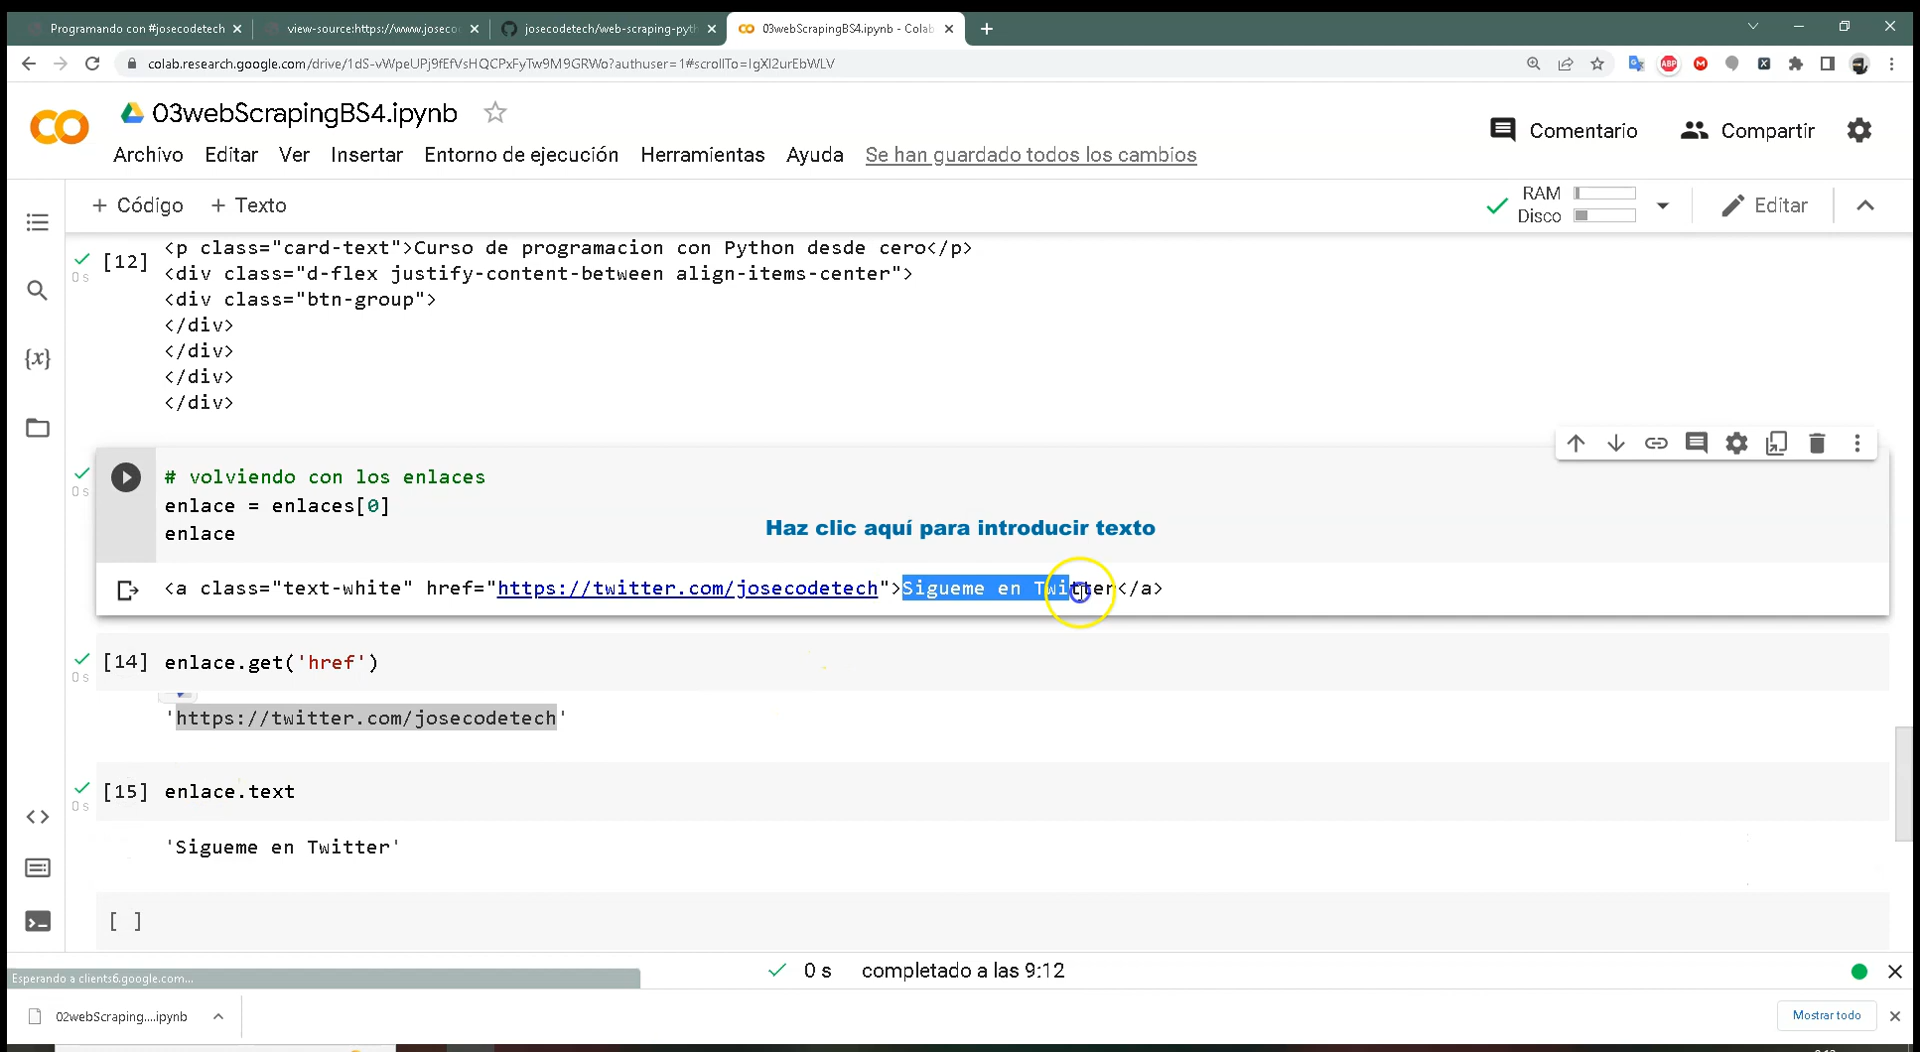 Programando con #josecodetech
view-source:https://www.joseco
josecodetech/web-scraping-pyth
03webScrapingBS4.ipynb - Colab
colab.research.google.com/drive/1dS-vWpeUPj9fEfVsHQCPxFyTw9M9GRWo?authuser=1#scrollTo=IgXI2urEbWLV
03webScrapingBS4.ipynb
Comentario
Compartir
Archivo Editar Ver Insertar Entorno de ejecución Herramientas Ayuda Se han guardado todos los cambios
+ Código + Texto
RAM
Disco
Editar
[12]
0 s
<p class="card-text">Curso de programacion con Python desde cero</p>
<div class="d-flex justify-content-between align-items-center">
<div class="btn-group">
</div>
</div>
</div>
</div>
0 s
# volviendo con los enlaces
enlace = enlaces[0]
enlace
Haz clic aquí para introducir texto
<a class="text-white" href="https://twitter.com/josecodetech">Sigueme en Twitter</a>
[14] enlace.get('href')
0 s
'https://twitter.com/josecodetech'
[15] enlace.text
0 s
'Sigueme en Twitter'
[ ]
0 s completado a las 9:12
Esperando a clients6.google.com...
02webScraping....ipynb
Mostrar todo